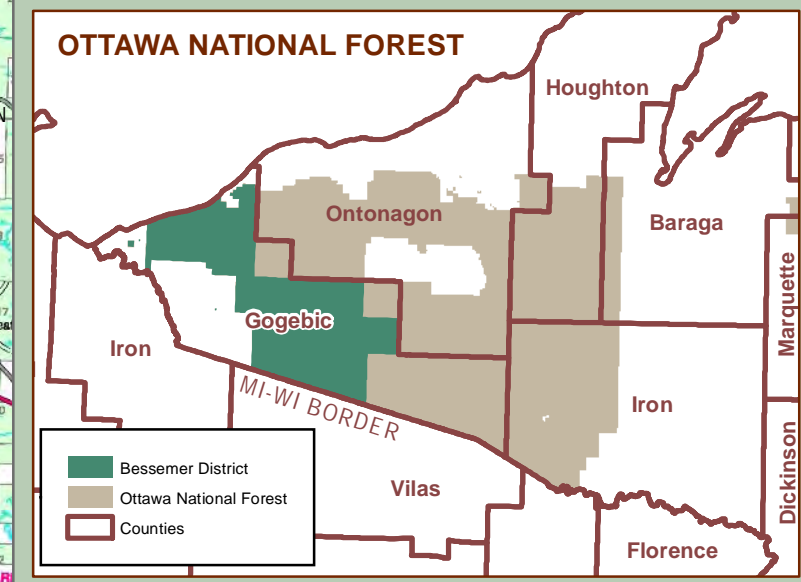 OTTAWA NATIONAL FOREST
Houghton
Ontonagon
Baraga
Marquette
Gogebic
Iron
Iron
MI-WI BORDER
Dickinson
Vilas
Florence
Bessemer District
Ottawa National Forest
Counties